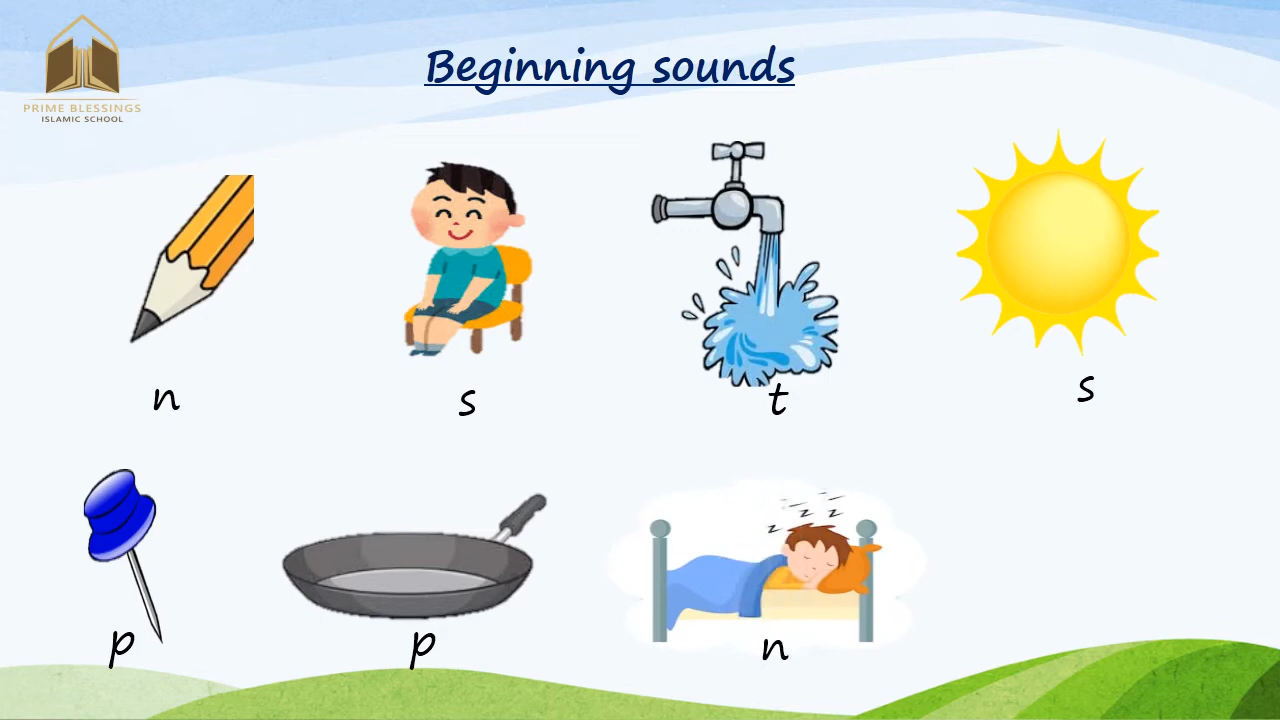 Beginning sounds
PRIME BLESSINGS
ISLAMIC SCHOOL
n s t s
z z z z
p p n